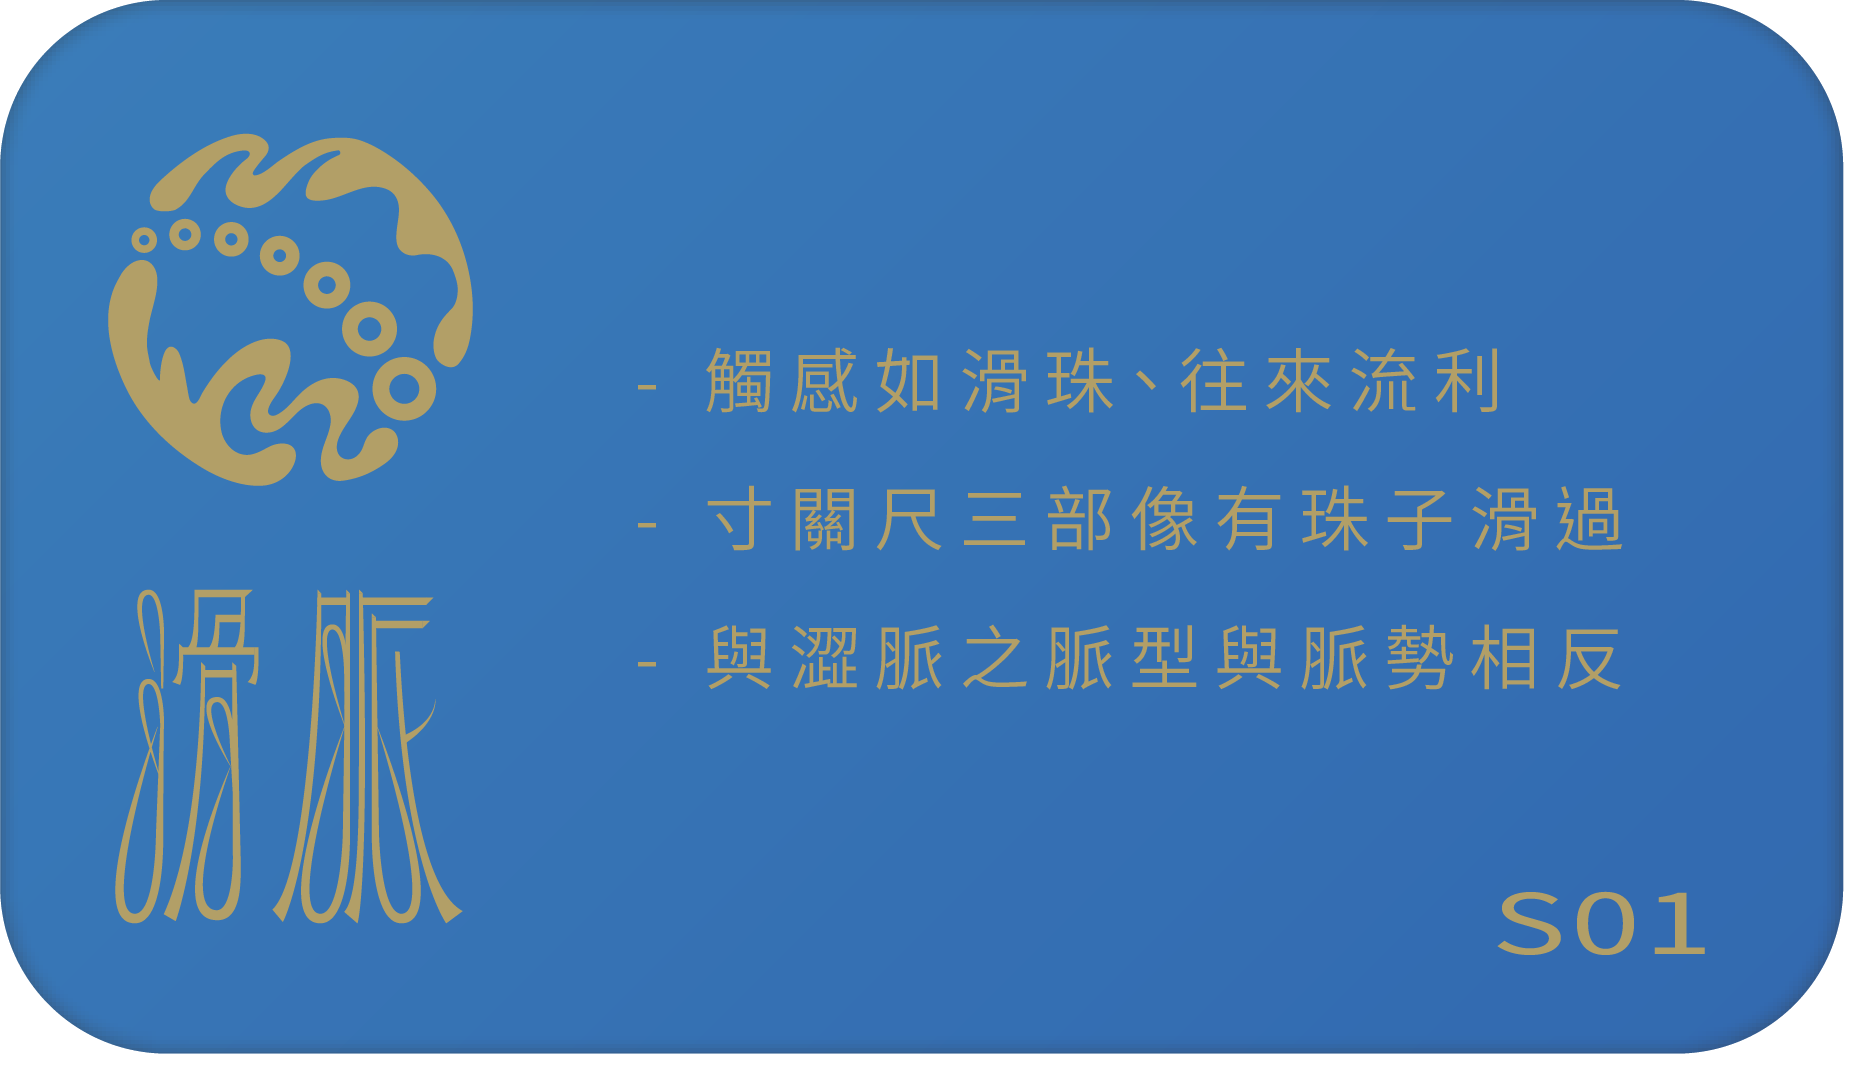 滑脈
- 觸感如滑珠、往來流利
- 寸關尺三部像有珠子滑過
- 與澀脈之脈型與脈勢相反
S01